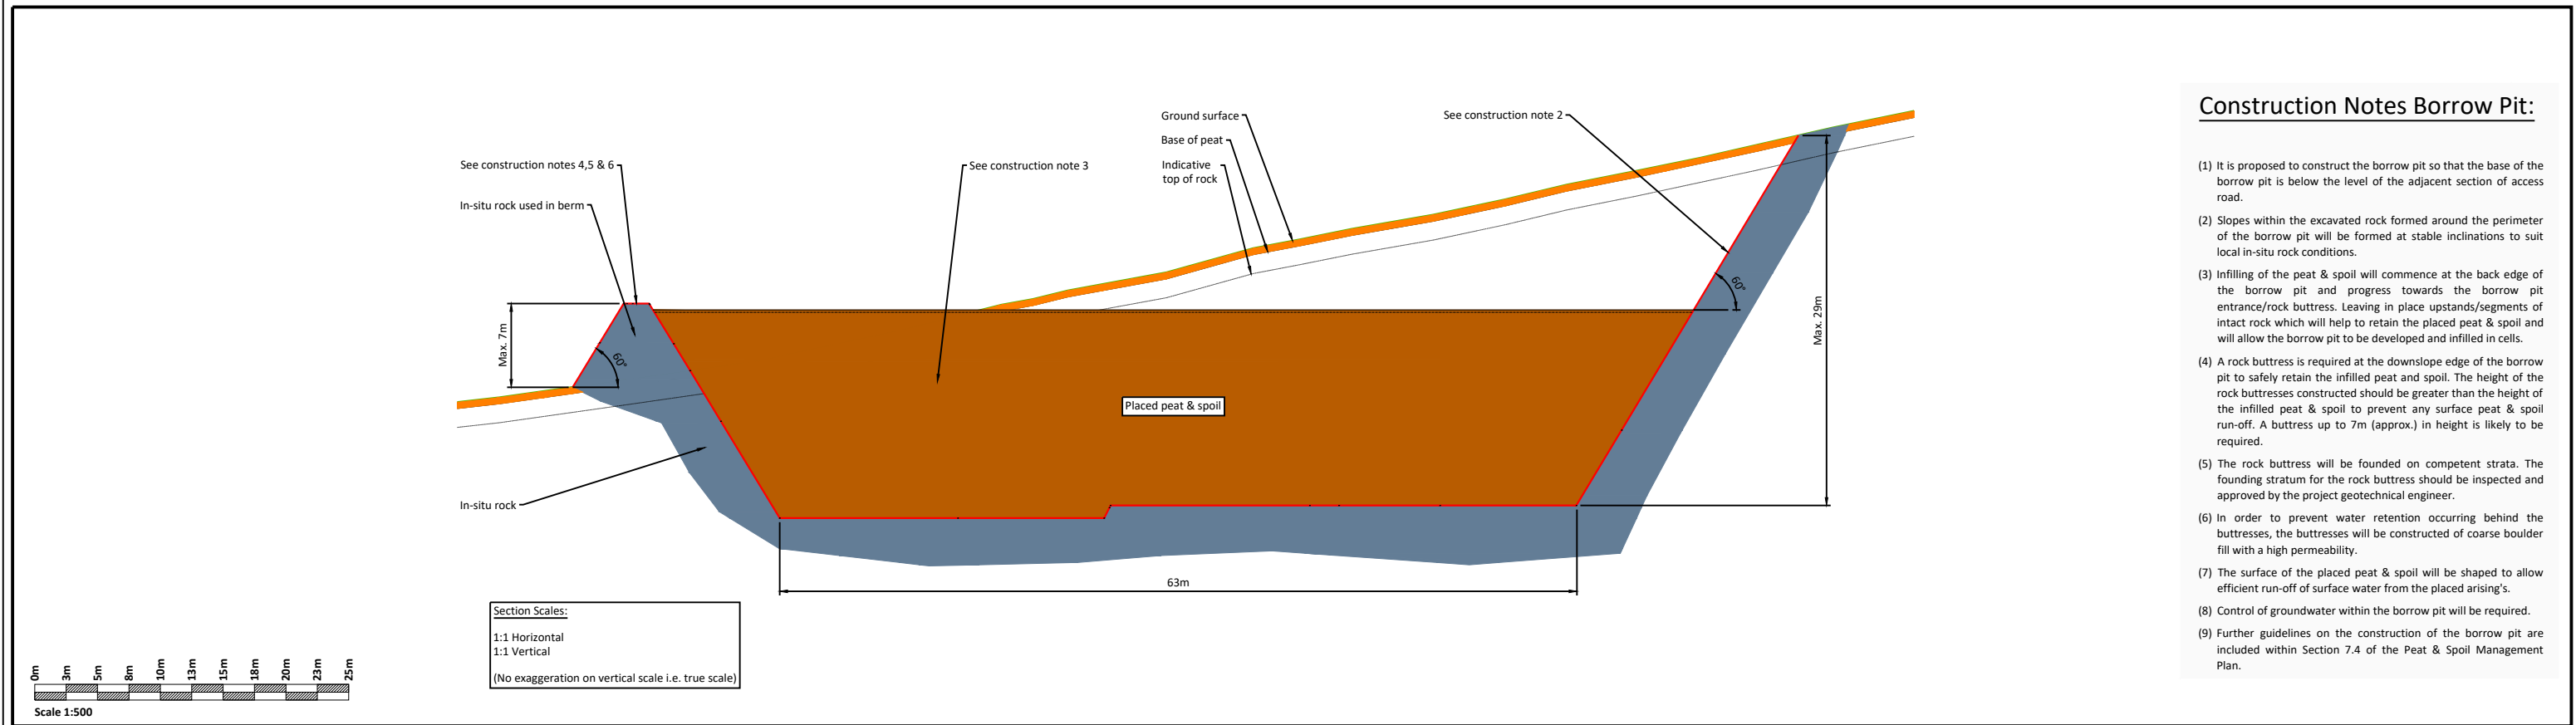 Ground surface
Base of peat
Indicative
top of rock
See construction note 2
See construction notes 4,5 & 6
In-situ rock used in berm
See construction note 3
Max. 7m
60°
60°
Max. 29m
Placed peat & spoil
In-situ rock
63m
Section Scales:
1:1 Horizontal
1:1 Vertical
(No exaggeration on vertical scale i.e. true scale)
0m
3m
5m
8m
10m
13m
15m
18m
20m
23m
25m
Scale 1:500
Construction Notes Borrow Pit:
(1) It is proposed to construct the borrow pit so that the base of the
borrow pit is below the level of the adjacent section of access
road.
(2) Slopes within the excavated rock formed around the perimeter
of the borrow pit will be formed at stable inclinations to suit
local in-situ rock conditions.
(3) Infilling of the peat & spoil will commence at the back edge of
the borrow pit and progress towards the borrow pit
entrance/rock buttress. Leaving in place upstands/segments of
intact rock which will help to retain the placed peat & spoil and
will allow the borrow pit to be developed and infilled in cells.
(4) A rock buttress is required at the downslope edge of the borrow
pit to safely retain the infilled peat and spoil. The height of the
rock buttresses constructed should be greater than the height of
the infilled peat & spoil to prevent any surface peat & spoil
run-off. A buttress up to 7m (approx.) in height is likely to be
required.
(5) The rock buttress will be founded on competent strata. The
founding stratum for the rock buttress should be inspected and
approved by the project geotechnical engineer.
(6) In order to prevent water retention occurring behind the
buttresses, the buttresses will be constructed of coarse boulder
fill with a high permeability.
(7) The surface of the placed peat & spoil will be shaped to allow
efficient run-off of surface water from the placed arising's.
(8) Control of groundwater within the borrow pit will be required.
(9) Further guidelines on the construction of the borrow pit are
included within Section 7.4 of the Peat & Spoil Management
Plan.